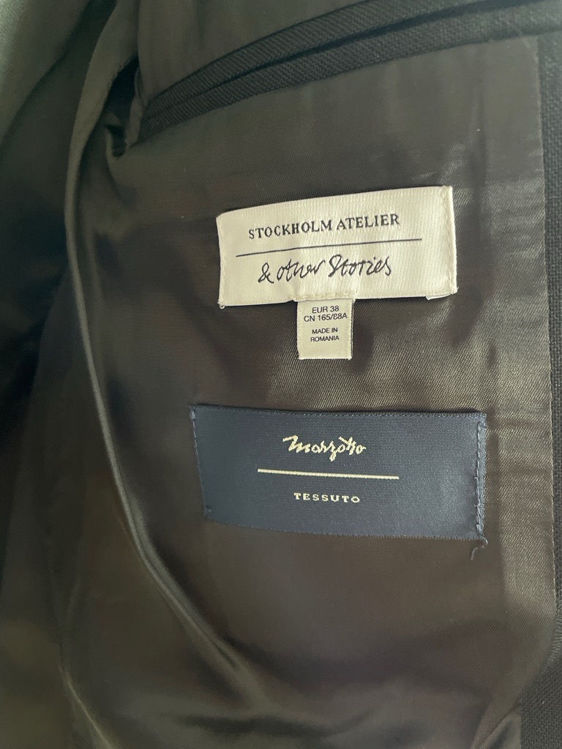 STOCKHOLM ATELIER
& other Stories
EUR 38
CN 165/88A
MADE IN
ROMANIA
Marzotto
TESSUTO